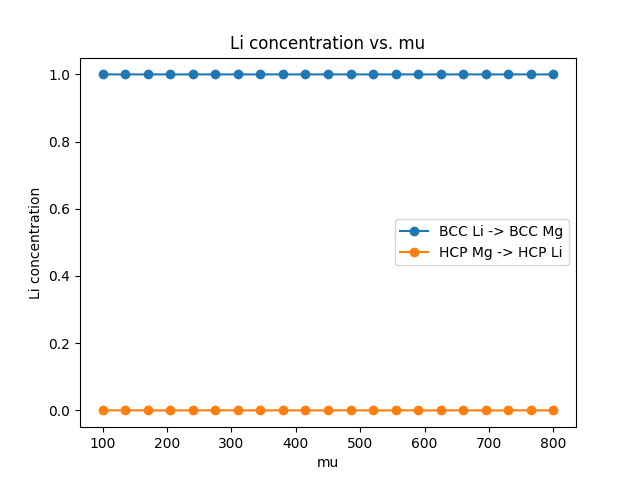 Li concentration vs. mu
Li concentration
1.0
0.8
0.6
0.4
0.2
0.0
BCC Li -> BCC Mg
HCP Mg -> HCP Li
100 200 300 400 500 600 700 800
mu